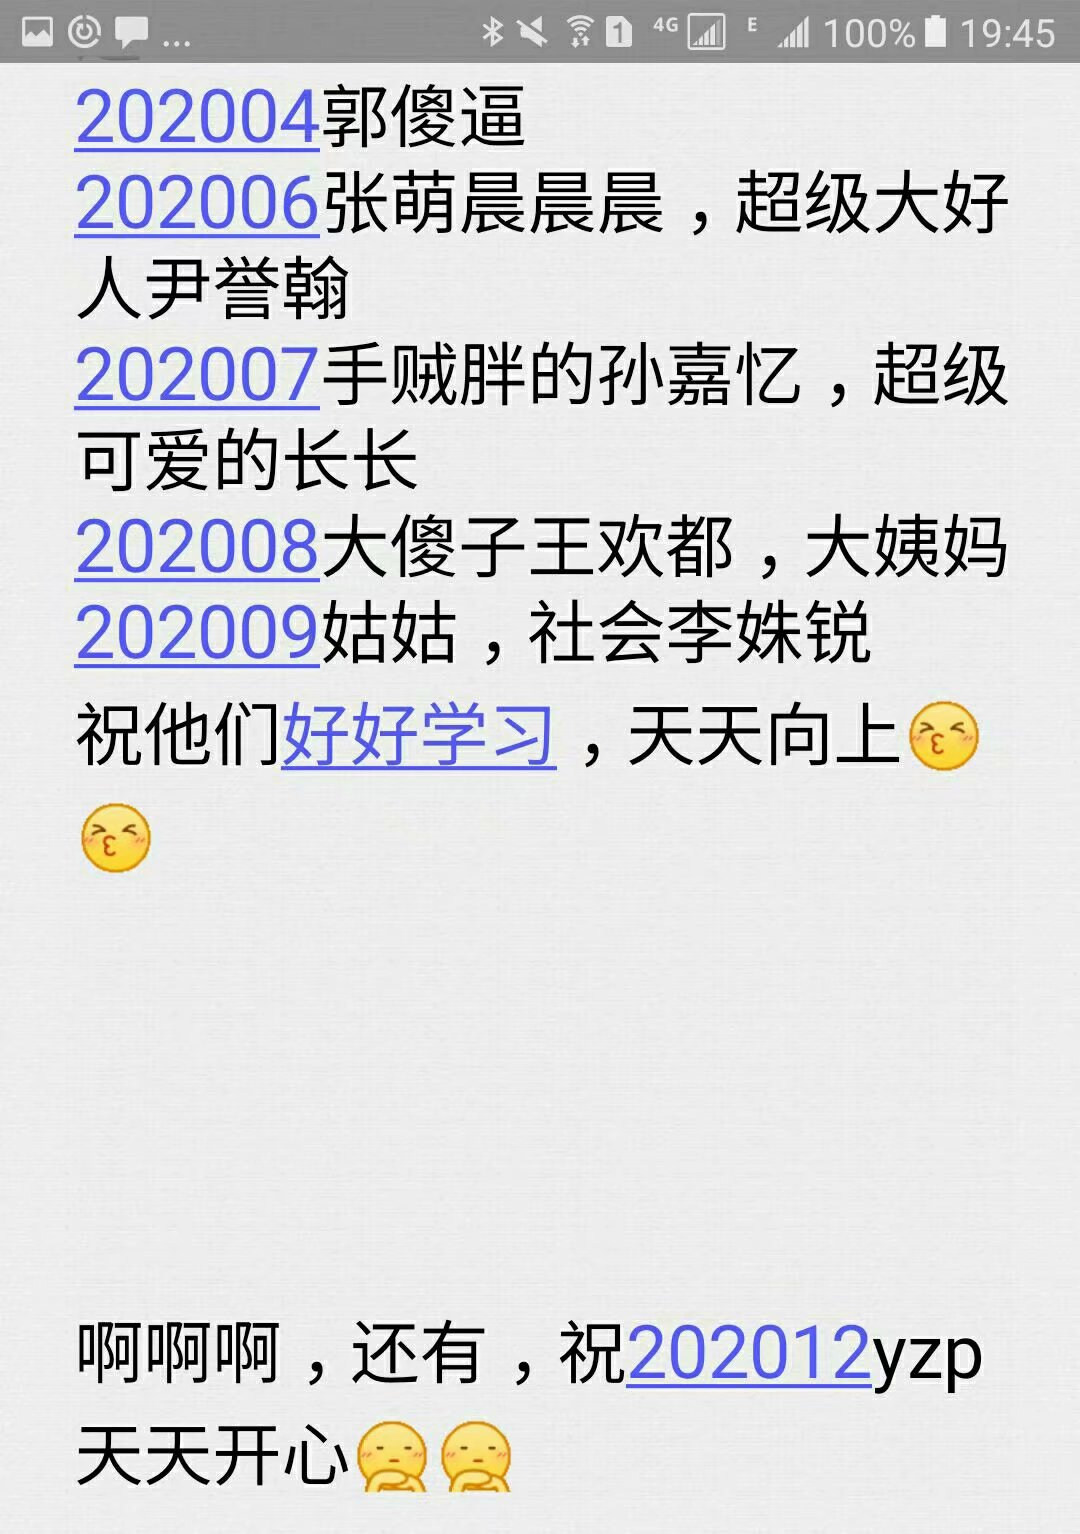 4G E 100% 19:45
202004郭傻逼
202006张萌晨晨晨，超级大好
人尹誉翰
202007手贼胖的孙嘉忆，超级
可爱的长长
202008大傻子王欢都，大姨妈
202009姑姑，社会李姝锐
祝他们好好学习，天天向上
啊啊啊，还有，祝202012yzp
天天开心